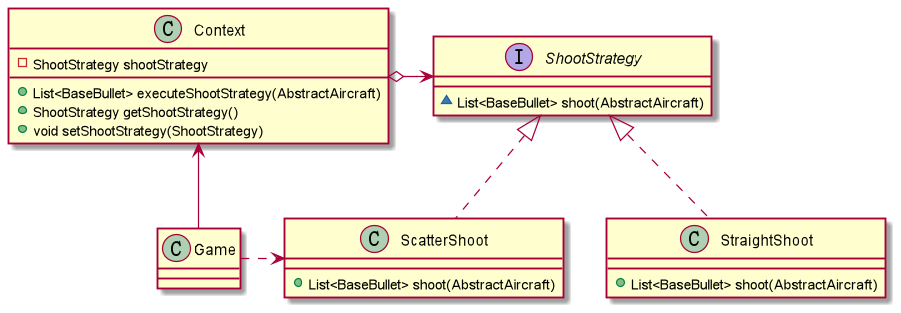 C Context
ShootStrategy shootStrategy
List<BaseBullet> executeShootStrategy(AbstractAircraft)
ShootStrategy getShootStrategy()
void setShootStrategy(ShootStrategy)
I ShootStrategy
List<BaseBullet> shoot(AbstractAircraft)
C Game
C ScatterShoot
List<BaseBullet> shoot(AbstractAircraft)
C StraightShoot
List<BaseBullet> shoot(AbstractAircraft)